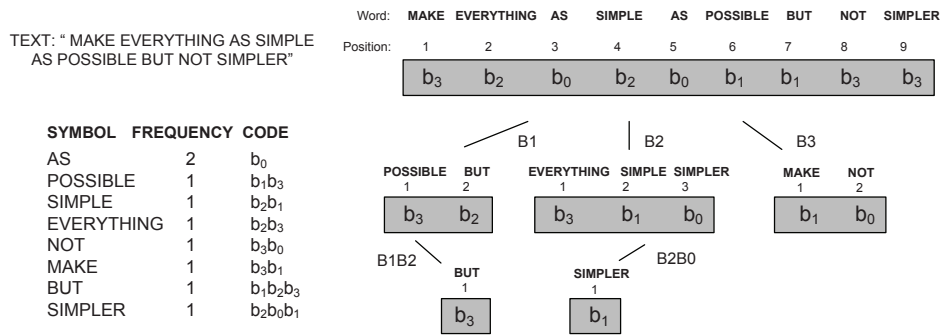 Word: MAKE EVERYTHING AS SIMPLE AS POSSIBLE BUT NOT SIMPLER
TEXT: “ MAKE EVERYTHING AS SIMPLE
AS POSSIBLE BUT NOT SIMPLER”
Position: 1 2 3 4 5 6 7 8 9
b3 b2 b0 b2 b0 b1 b1 b3 b3
SYMBOL FREQUENCY CODE
AS 2 b0
POSSIBLE 1 b1b3
SIMPLE 1 b2b1
EVERYTHING 1 b2b3
NOT 1 b3b0
MAKE 1 b3b1
BUT 1 b1b2b3
SIMPLER 1 b2b0b1
B1 B2 B3
POSSIBLE BUT EVERYTHING SIMPLE SIMPLER MAKE NOT
1 2 1 2 3 1 2
b3 b2 b3 b1 b0 b1 b0
B1B2 B2B0
BUT SIMPLER
1 1
b3 b1